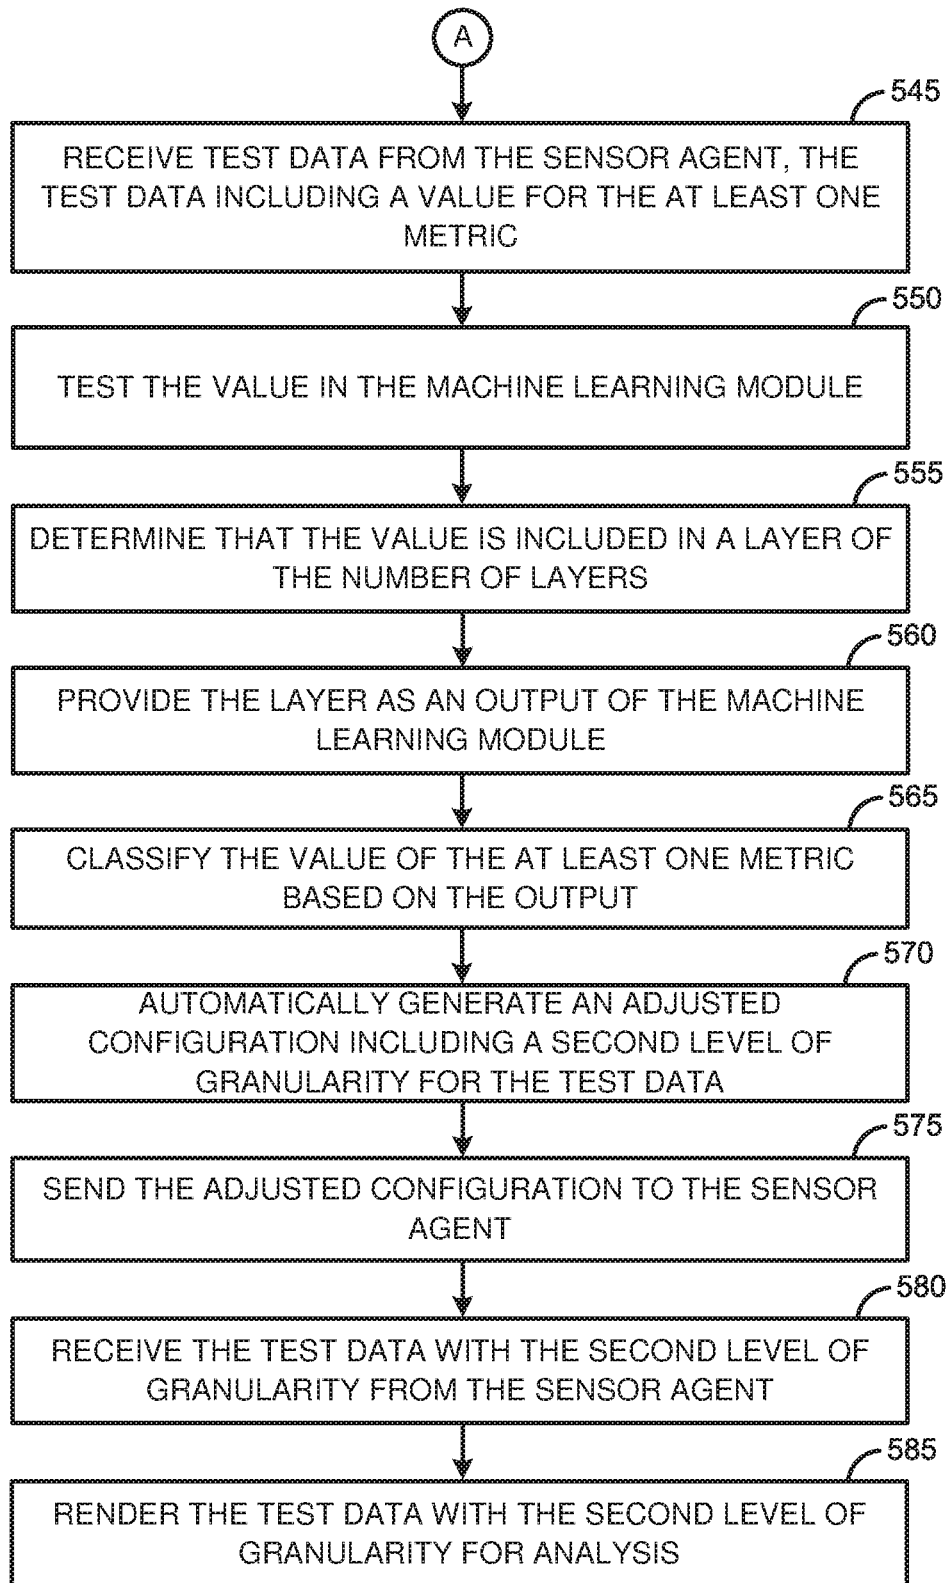 A
545
RECEIVE TEST DATA FROM THE SENSOR AGENT, THE
TEST DATA INCLUDING A VALUE FOR THE AT LEAST ONE
METRIC
550
TEST THE VALUE IN THE MACHINE LEARNING MODULE
555
DETERMINE THAT THE VALUE IS INCLUDED IN A LAYER OF
THE NUMBER OF LAYERS
560
PROVIDE THE LAYER AS AN OUTPUT OF THE MACHINE
LEARNING MODULE
565
CLASSIFY THE VALUE OF THE AT LEAST ONE METRIC
BASED ON THE OUTPUT
570
AUTOMATICALLY GENERATE AN ADJUSTED
CONFIGURATION INCLUDING A SECOND LEVEL OF
GRANULARITY FOR THE TEST DATA
575
SEND THE ADJUSTED CONFIGURATION TO THE SENSOR
AGENT
580
RECEIVE THE TEST DATA WITH THE SECOND LEVEL OF
GRANULARITY FROM THE SENSOR AGENT
585
RENDER THE TEST DATA WITH THE SECOND LEVEL OF
GRANULARITY FOR ANALYSIS